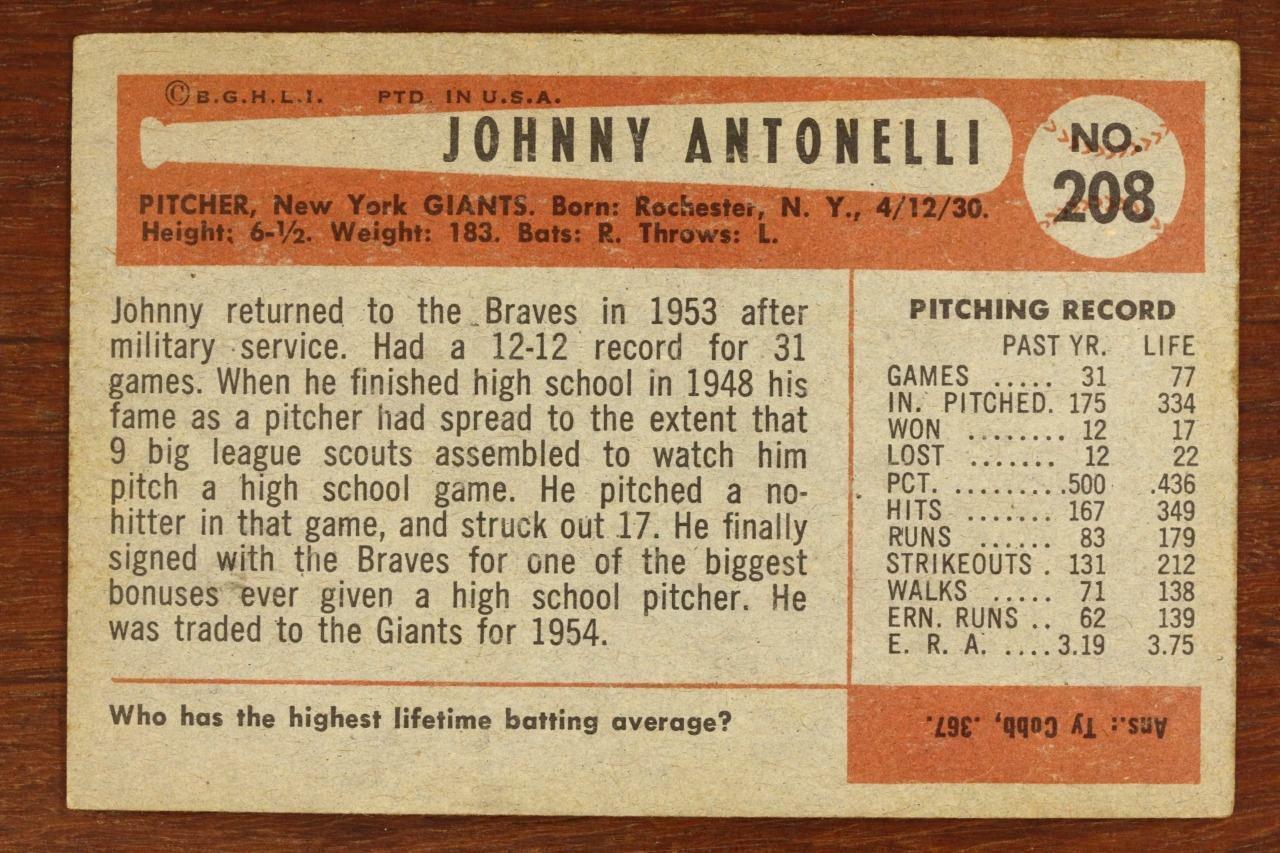 ©B.G.H.L.I. PTD. IN U.S.A.
JOHNNY ANTONELLI
NO.
208
PITCHER, New York GIANTS. Born: Rochester, N. Y., 4/12/30.
Height: 6-½. Weight: 183. Bats: R. Throws: L.
Johnny returned to the Braves in 1953 after
military service. Had a 12-12 record for 31
games. When he finished high school in 1948 his
fame as a pitcher had spread to the extent that
9 big league scouts assembled to watch him
pitch a high school game. He pitched a no-
hitter in that game, and struck out 17. He finally
signed with the Braves for one of the biggest
bonuses ever given a high school pitcher. He
was traded to the Giants for 1954.
PITCHING RECORD
PAST YR. LIFE
GAMES ..... 31 77
IN. PITCHED. 175 334
WON ........ 12 17
LOST ....... 12 22
PCT. .........500 .436
HITS ....... 167 349
RUNS ...... 83 179
STRIKEOUTS . 131 212
WALKS ..... 71 138
ERN. RUNS .. 62 139
E. R. A. ....3.19 3.75
Who has the highest lifetime batting average?
Ans.: Ty Cobb, .367.